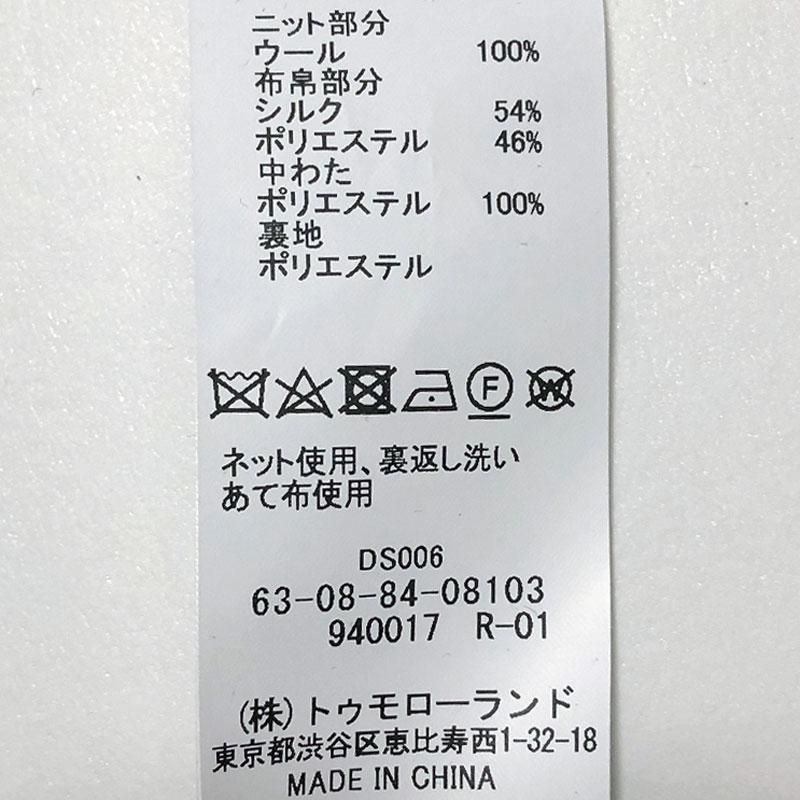 ニット部分
ウール 100%
布帛部分
シルク 54%
ポリエステル 46%
中わた
ポリエステル 100%
裏地
ポリエステル
F W
ネット使用、裏返し洗い
あて布使用
DS006
63-08-84-08103
940017 R-01
(株)トゥモローランド
東京都渋谷区恵比寿西1-32-18
MADE IN CHINA